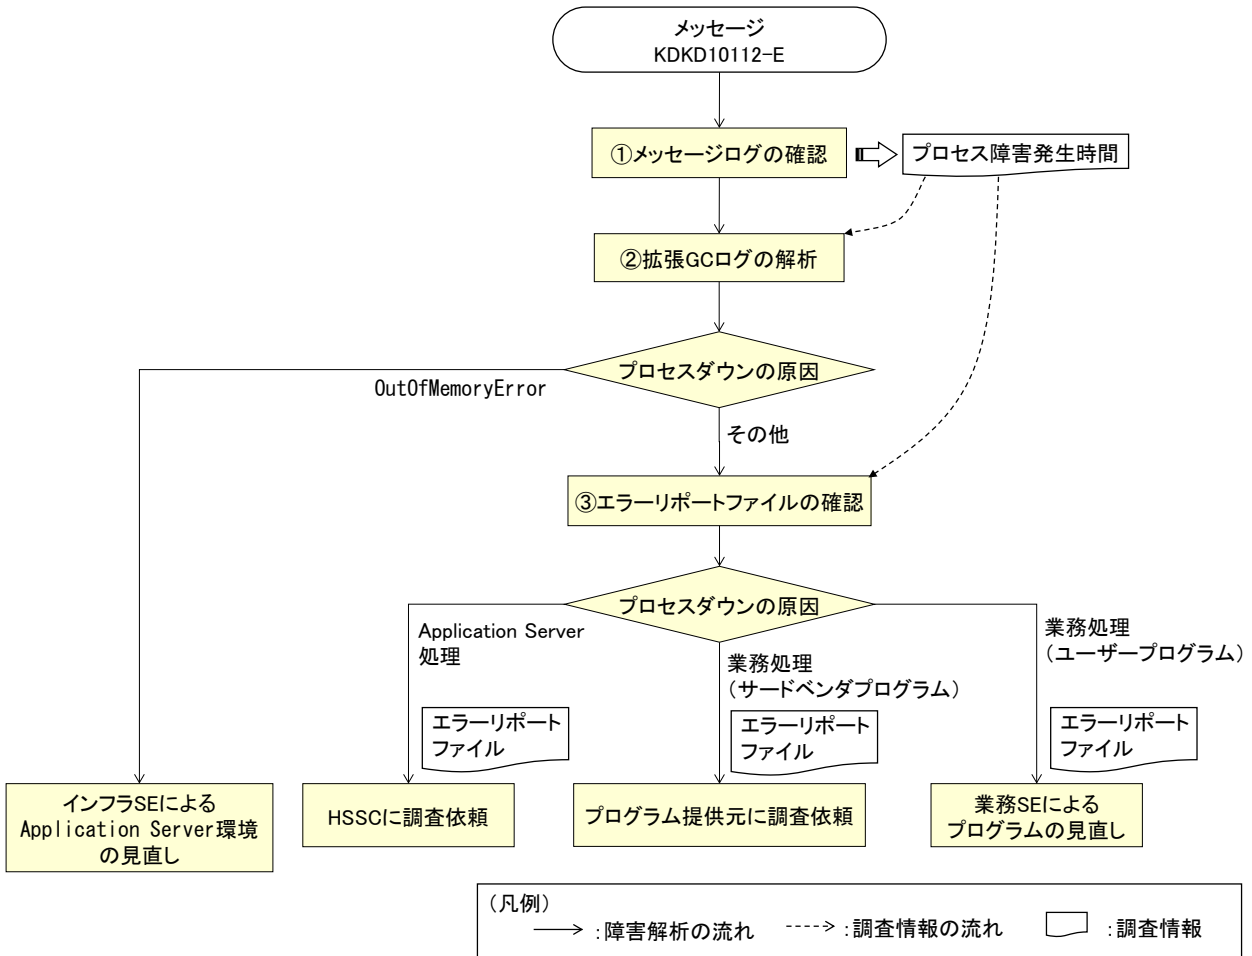 メッセージ
KDKD10112-E
①メッセージログの確認
プロセス障害発生時間
②拡張GCログの解析
プロセスダウンの原因
OutOfMemoryError
その他
③エラーリポートファイルの確認
プロセスダウンの原因
Application Server
処理
業務処理
（サードベンダプログラム）
業務処理
（ユーザープログラム）
エラーリポート
ファイル
エラーリポート
ファイル
エラーリポート
ファイル
インフラSEによる
Application Server環境
の見直し
HSSCに調査依頼
プログラム提供元に調査依頼
業務SEによる
プログラムの見直し
（凡例）
：障害解析の流れ
：調査情報の流れ
：調査情報